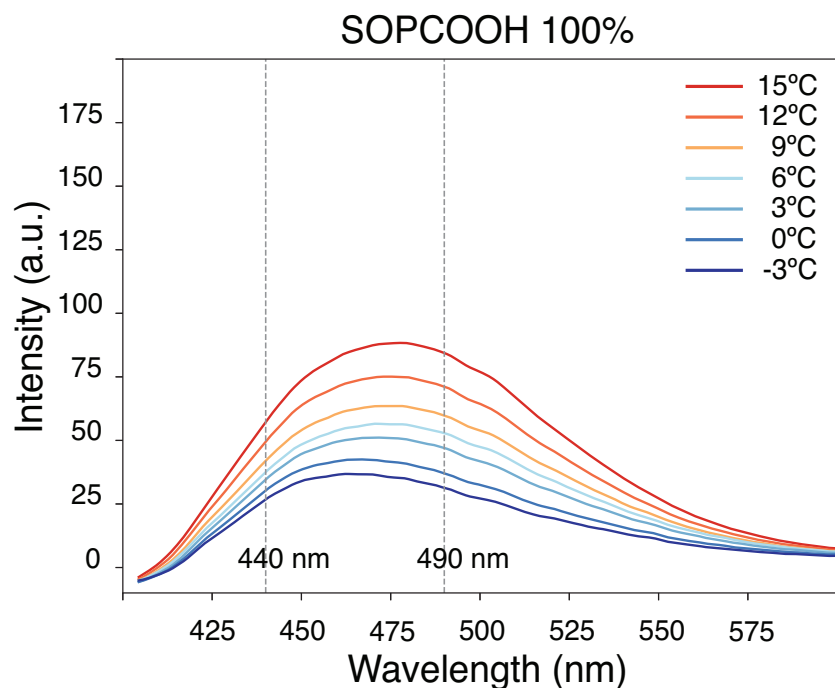 SOPCOOH 100%
15ºC
12ºC
9ºC
6ºC
3ºC
0ºC
-3ºC
Intensity (a.u.)
175
150
125
100
75
50
25
0
440 nm
490 nm
425
450
475
500
525
550
575
Wavelength (nm)